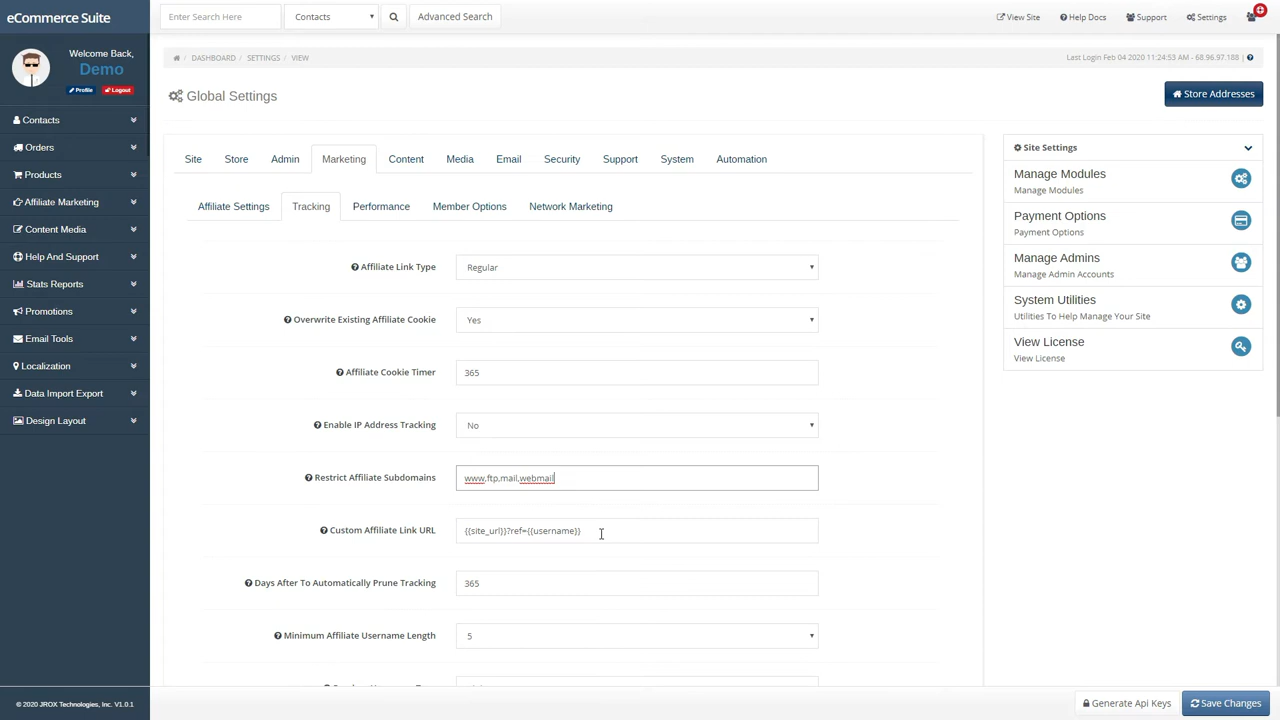 eCommerce Suite
Enter Search Here
Contacts
Advanced Search
View Site
Help Docs
Support
Settings
Welcome Back,
Demo
Profile
Logout
Contacts
Orders
Products
Affiliate Marketing
Content Media
Help And Support
Stats Reports
Promotions
Email Tools
Localization
Data Import Export
Design Layout
© 2020 JROX Technologies, Inc. V1.0.1
/ DASHBOARD / SETTINGS / VIEW
Last Login Feb 04 2020 11:24:53 AM - 68.96.97.188 |
Global Settings
Store Addresses
Site
Store
Admin
Marketing
Content
Media
Email
Security
Support
System
Automation
Affiliate Settings
Tracking
Performance
Member Options
Network Marketing
Affiliate Link Type
Regular
Overwrite Existing Affiliate Cookie
Yes
Affiliate Cookie Timer
365
Enable IP Address Tracking
No
Restrict Affiliate Subdomains
www,ftp,mail,webmail
Custom Affiliate Link URL
{{site_url}}?ref={{username}}
Days After To Automatically Prune Tracking
365
Minimum Affiliate Username Length
5
Site Settings
Manage Modules
Manage Modules
Payment Options
Payment Options
Manage Admins
Manage Admin Accounts
System Utilities
Utilities To Help Manage Your Site
View License
View License
Generate Api Keys
Save Changes